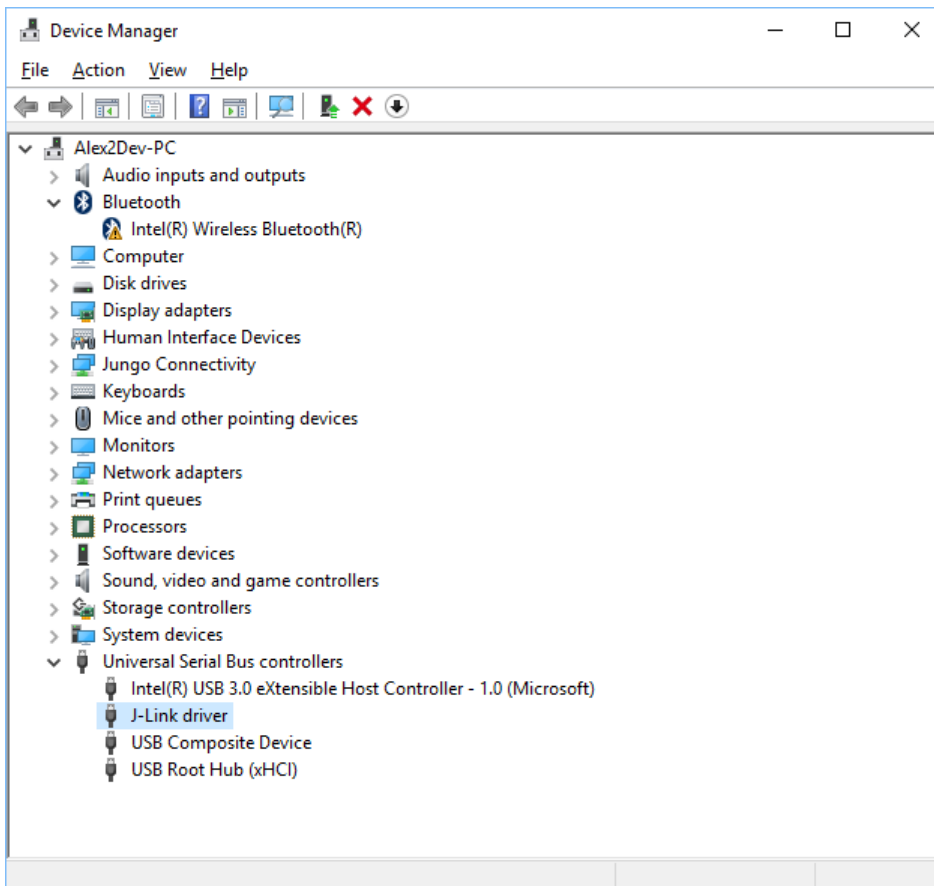 Device Manager
File Action View Help
Alex2Dev-PC
Audio inputs and outputs
Bluetooth
Intel(R) Wireless Bluetooth(R)
Computer
Disk drives
Display adapters
Human Interface Devices
Jungo Connectivity
Keyboards
Mice and other pointing devices
Monitors
Network adapters
Print queues
Processors
Software devices
Sound, video and game controllers
Storage controllers
System devices
Universal Serial Bus controllers
Intel(R) USB 3.0 eXtensible Host Controller - 1.0 (Microsoft)
J-Link driver
USB Composite Device
USB Root Hub (xHCI)